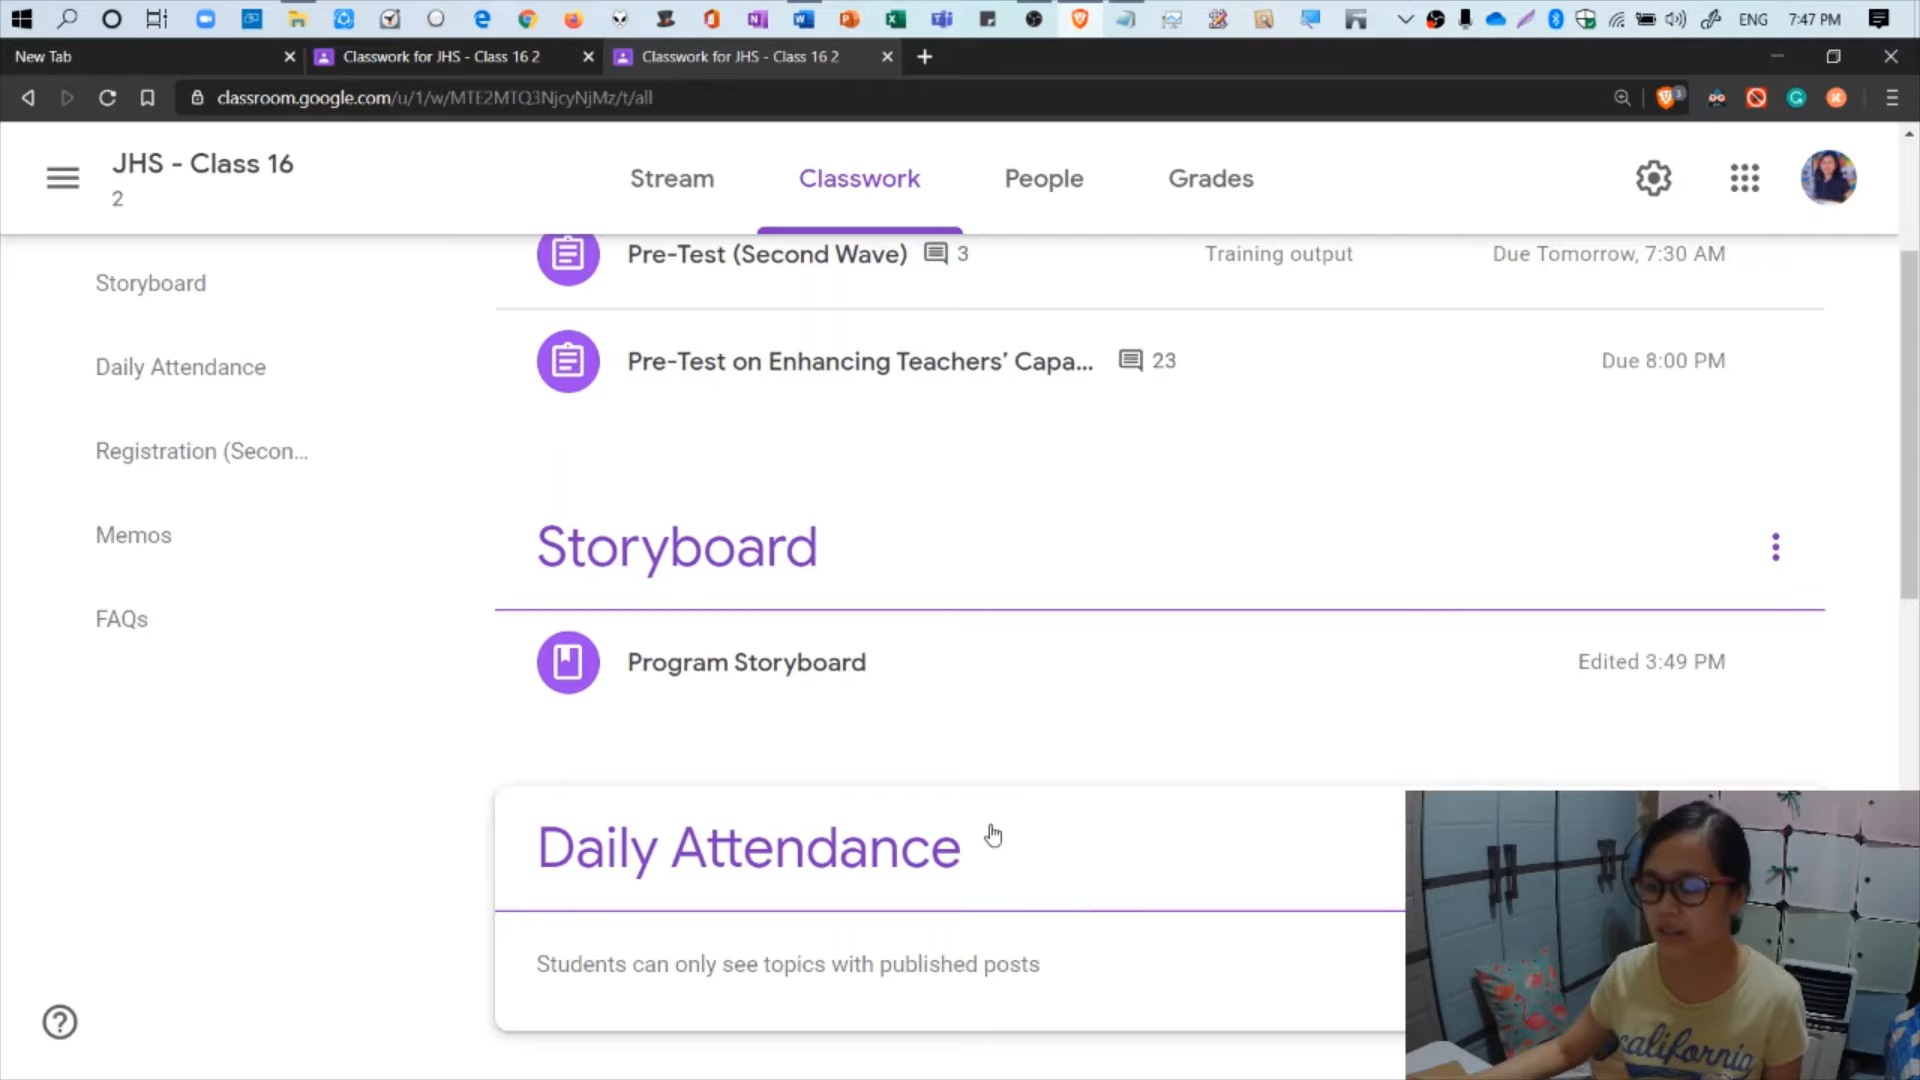 ENG
7:47 PM
New Tab
Classwork for JHS - Class 16 2
Classwork for JHS - Class 16 2
classroom.google.com/u/1/w/MTE2MTQ3NjcyNjMz/t/all
3
JHS - Class 16
2
Stream
Classwork
People
Grades
Storyboard
Daily Attendance
Registration (Secon...
Memos
FAQs
Pre-Test (Second Wave)
3
Training output
Due Tomorrow, 7:30 AM
Pre-Test on Enhancing Teachers’ Capa...
23
Due 8:00 PM
Storyboard
Program Storyboard
Edited 3:49 PM
Daily Attendance
Students can only see topics with published posts
california